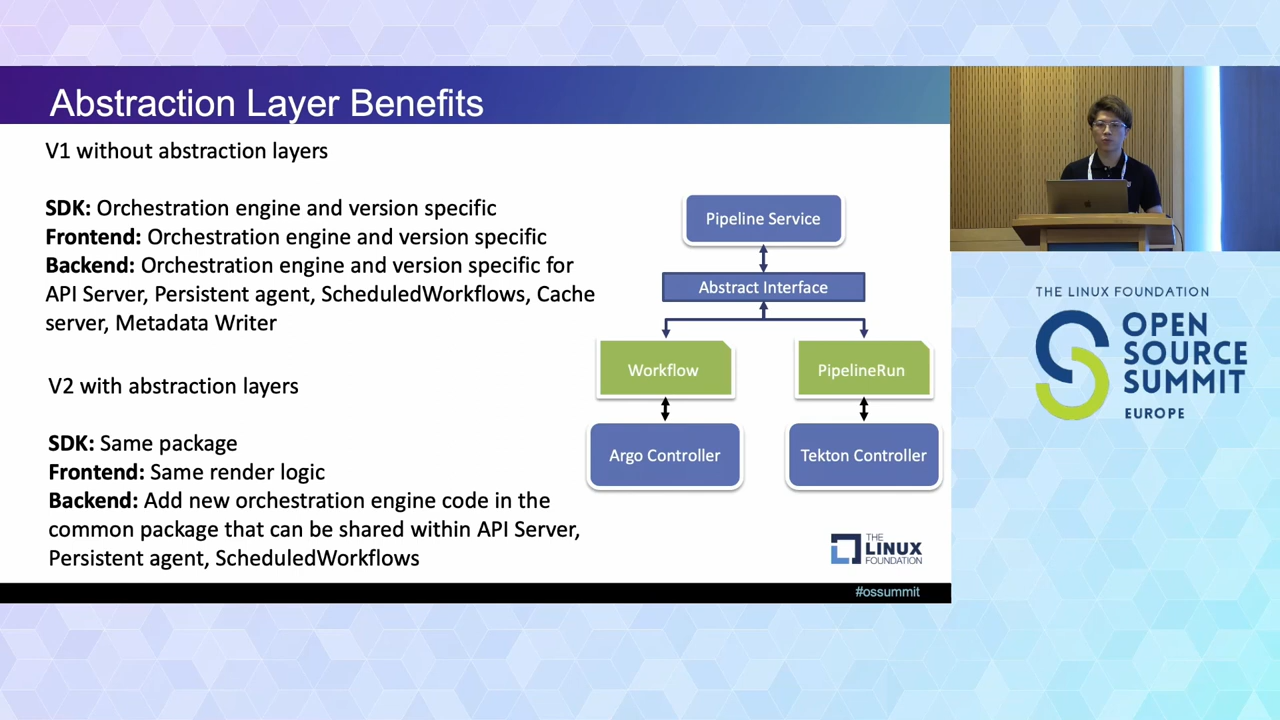 Abstraction Layer Benefits
V1 without abstraction layers
SDK: Orchestration engine and version specific
Frontend: Orchestration engine and version specific
Backend: Orchestration engine and version specific for
API Server, Persistent agent, ScheduledWorkflows, Cache
server, Metadata Writer
V2 with abstraction layers
SDK: Same package
Frontend: Same render logic
Backend: Add new orchestration engine code in the
common package that can be shared within API Server,
Persistent agent, ScheduledWorkflows
Pipeline Service
Abstract Interface
Workflow
PipelineRun
Argo Controller
Tekton Controller
THE
LINUX
FOUNDATION
#ossummit
THE LINUX FOUNDATION
OPEN
SOURCE
SUMMIT
EUROPE